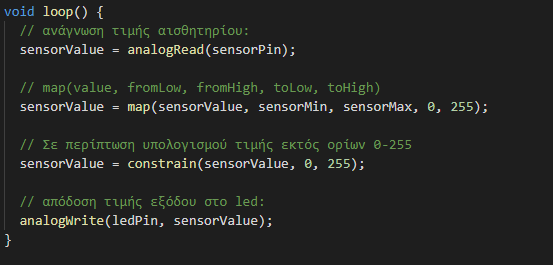 void loop() {
// ανάγνωση τιμής αισθητηρίου:
sensorValue = analogRead(sensorPin);
// map(value, fromLow, fromHigh, toLow, toHigh)
sensorValue = map(sensorValue, sensorMin, sensorMax, 0, 255);
// Σε περίπτωση υπολογισμού τιμής εκτός ορίων 0-255
sensorValue = constrain(sensorValue, 0, 255);
// απόδοση τιμής εξόδου στο led:
analogWrite(ledPin, sensorValue);
}